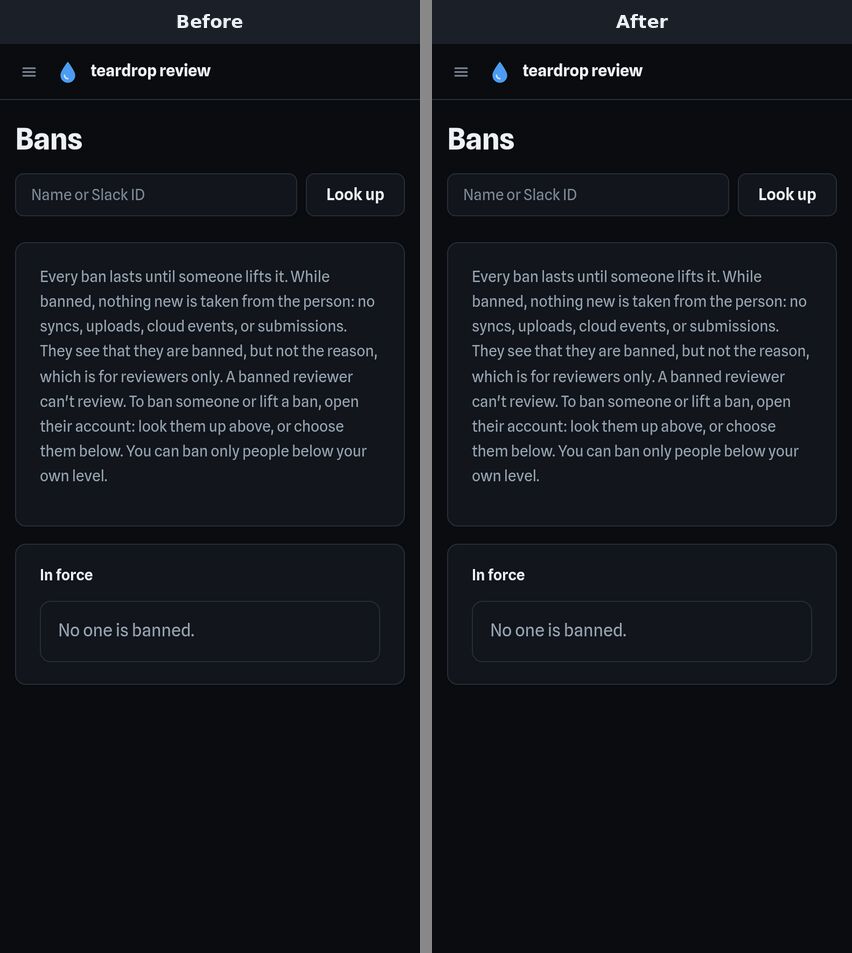 Before
teardrop review
Bans
Name or Slack ID
Look up
Every ban lasts until someone lifts it. While
banned, nothing new is taken from the person: no
syncs, uploads, cloud events, or submissions.
They see that they are banned, but not the reason,
which is for reviewers only. A banned reviewer
can't review. To ban someone or lift a ban, open
their account: look them up above, or choose
them below. You can ban only people below your
own level.
In force
No one is banned.
After
teardrop review
Bans
Name or Slack ID
Look up
Every ban lasts until someone lifts it. While
banned, nothing new is taken from the person: no
syncs, uploads, cloud events, or submissions.
They see that they are banned, but not the reason,
which is for reviewers only. A banned reviewer
can't review. To ban someone or lift a ban, open
their account: look them up above, or choose
them below. You can ban only people below your
own level.
In force
No one is banned.